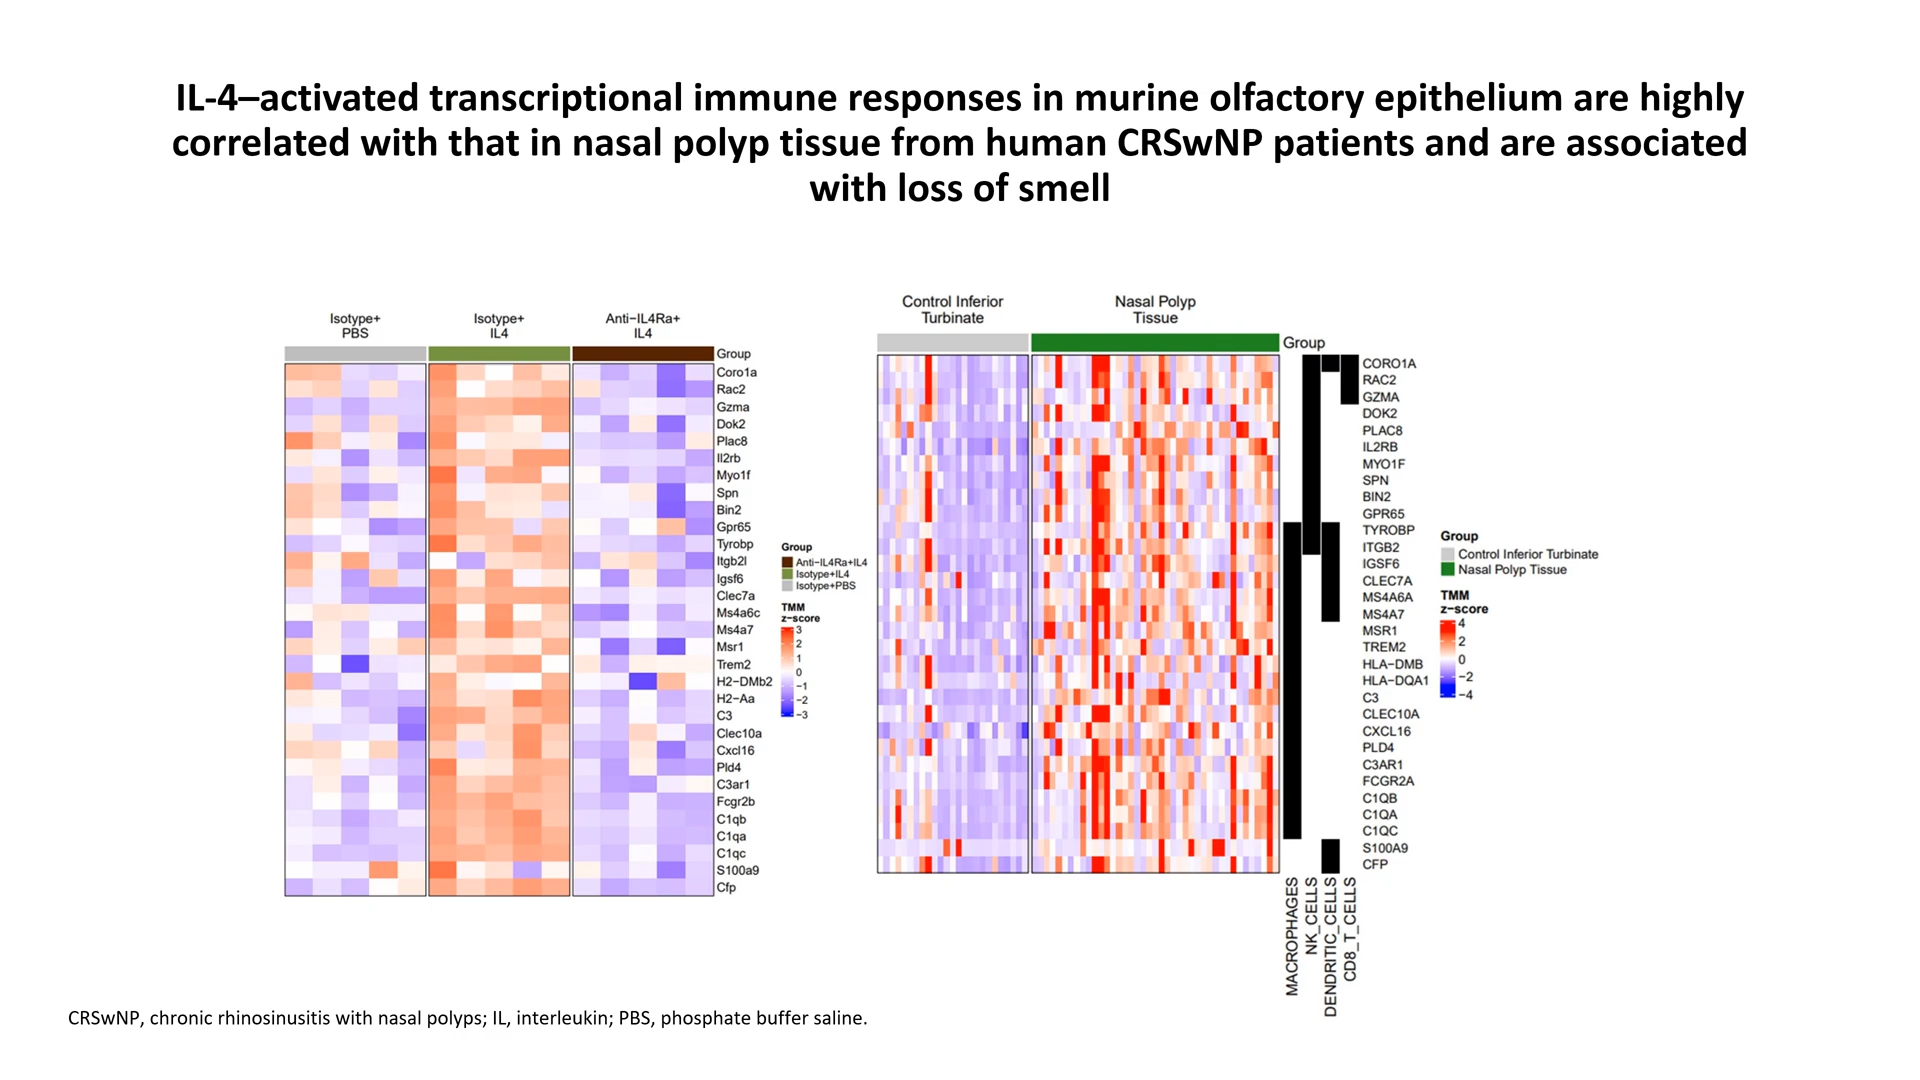 IL-4–activated transcriptional immune responses in murine olfactory epithelium are highly
correlated with that in nasal polyp tissue from human CRSwNP patients and are associated
with loss of smell
Isotype+
PBS
Isotype+
IL4
Anti−IL4Ra+
IL4
Group
Coro1a
Rac2
Gzma
Dok2
Plac8
Il2rb
Myo1f
Spn
Bin2
Gpr65
Tyrobp
Itgb2l
Igsf6
Clec7a
Ms4a6c
Ms4a7
Msr1
Trem2
H2−DMb2
H2−Aa
C3
Clec10a
Cxcl16
Pld4
C3ar1
Fcgr2b
C1qb
C1qa
C1qc
S100a9
Cfp
Group
Anti−IL4Ra+IL4
Isotype+IL4
Isotype+PBS
TMM
z−score
3
2
1
0
−1
−2
−3
Control Inferior
Turbinate
Nasal Polyp
Tissue
Group
CORO1A
RAC2
GZMA
DOK2
PLAC8
IL2RB
MYO1F
SPN
BIN2
GPR65
TYROBP
ITGB2
IGSF6
CLEC7A
MS4A6A
MS4A7
MSR1
TREM2
HLA−DMB
HLA−DQA1
C3
CLEC10A
CXCL16
PLD4
C3AR1
FCGR2A
C1QB
C1QA
C1QC
S100A9
CFP
MACROPHAGES
NK_CELLS
DENDRITIC_CELLS
CD8_T_CELLS
Group
Control Inferior Turbinate
Nasal Polyp Tissue
TMM
z−score
4
2
0
−2
−4
CRSwNP, chronic rhinosinusitis with nasal polyps; IL, interleukin; PBS, phosphate buffer saline.